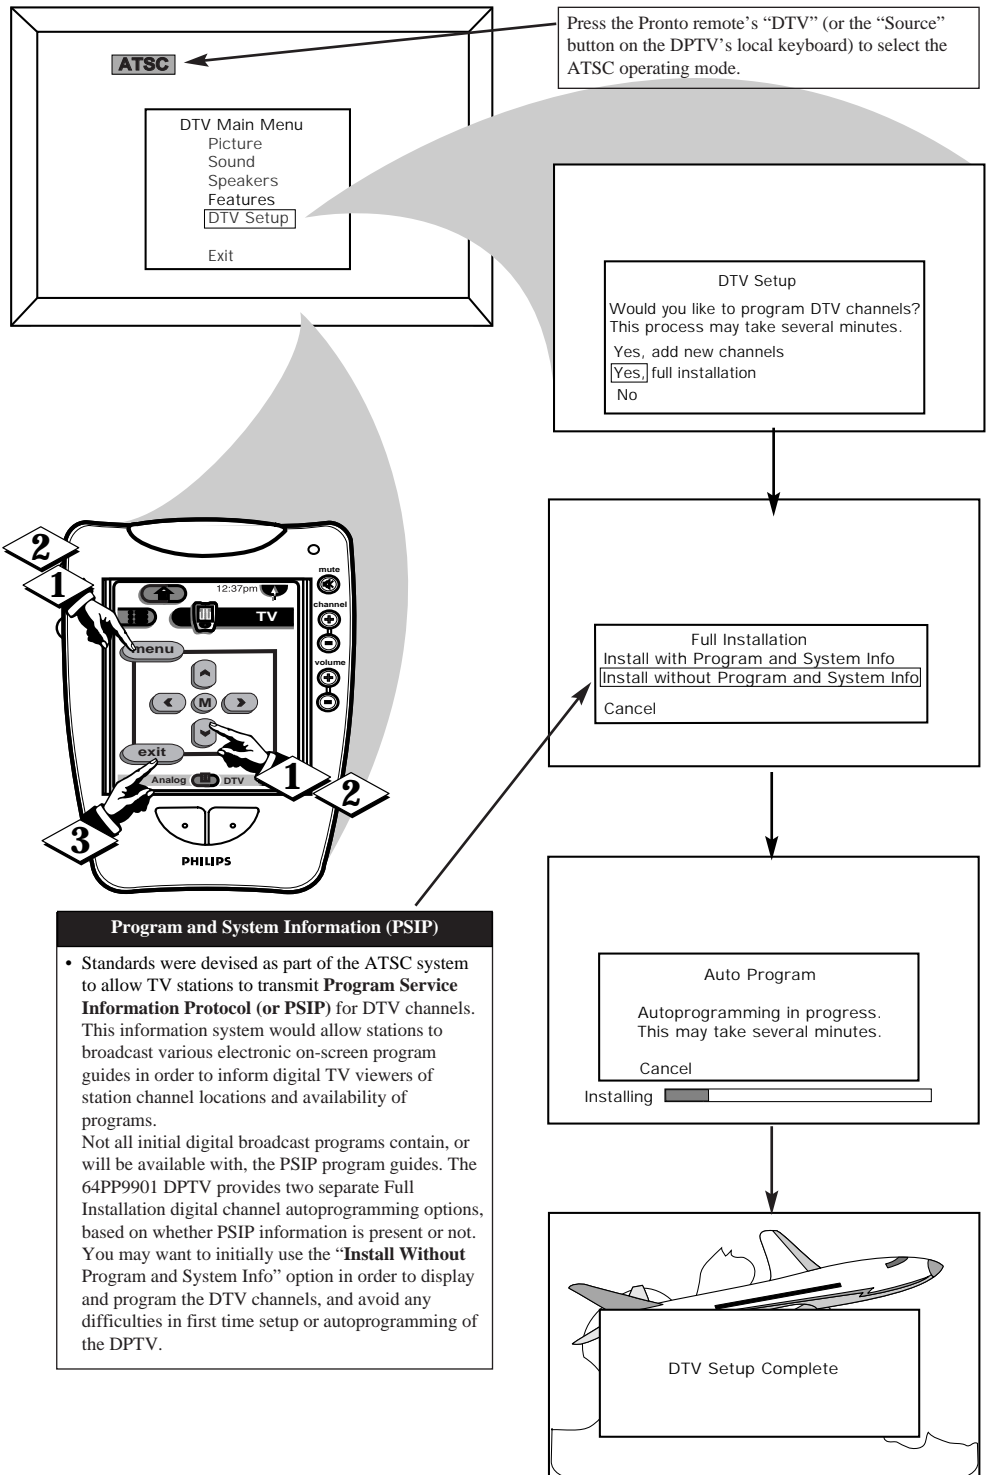 Press the Pronto remote's “DTV” (or the “Source”
button on the DPTV's local keyboard) to select the
ATSC operating mode.
ATSC
DTV Main Menu
Picture
Sound
Speakers
Features
DTV Setup
Exit
DTV Setup
Would you like to program DTV channels?
This process may take several minutes.
Yes, add new channels
Yes, full installation
No
2
1
mute
12:37pm
channel
TV
menu
volume
M
exit
Analog
DTV
1
2
3
PHILIPS
Full Installation
Install with Program and System Info
Install without Program and System Info
Cancel
Auto Program
Autoprogramming in progress.
This may take several minutes.
Cancel
Installing
Program and System Information (PSIP)
• Standards were devised as part of the ATSC system
to allow TV stations to transmit Program Service
Information Protocol (or PSIP) for DTV channels.
This information system would allow stations to
broadcast various electronic on-screen program
guides in order to inform digital TV viewers of
station channel locations and availability of
programs.
Not all initial digital broadcast programs contain, or
will be available with, the PSIP program guides. The
64PP9901 DPTV provides two separate Full
Installation digital channel autoprogramming options,
based on whether PSIP information is present or not.
You may want to initially use the “Install Without
Program and System Info” option in order to display
and program the DTV channels, and avoid any
difficulties in first time setup or autoprogramming of
the DPTV.
DTV Setup Complete